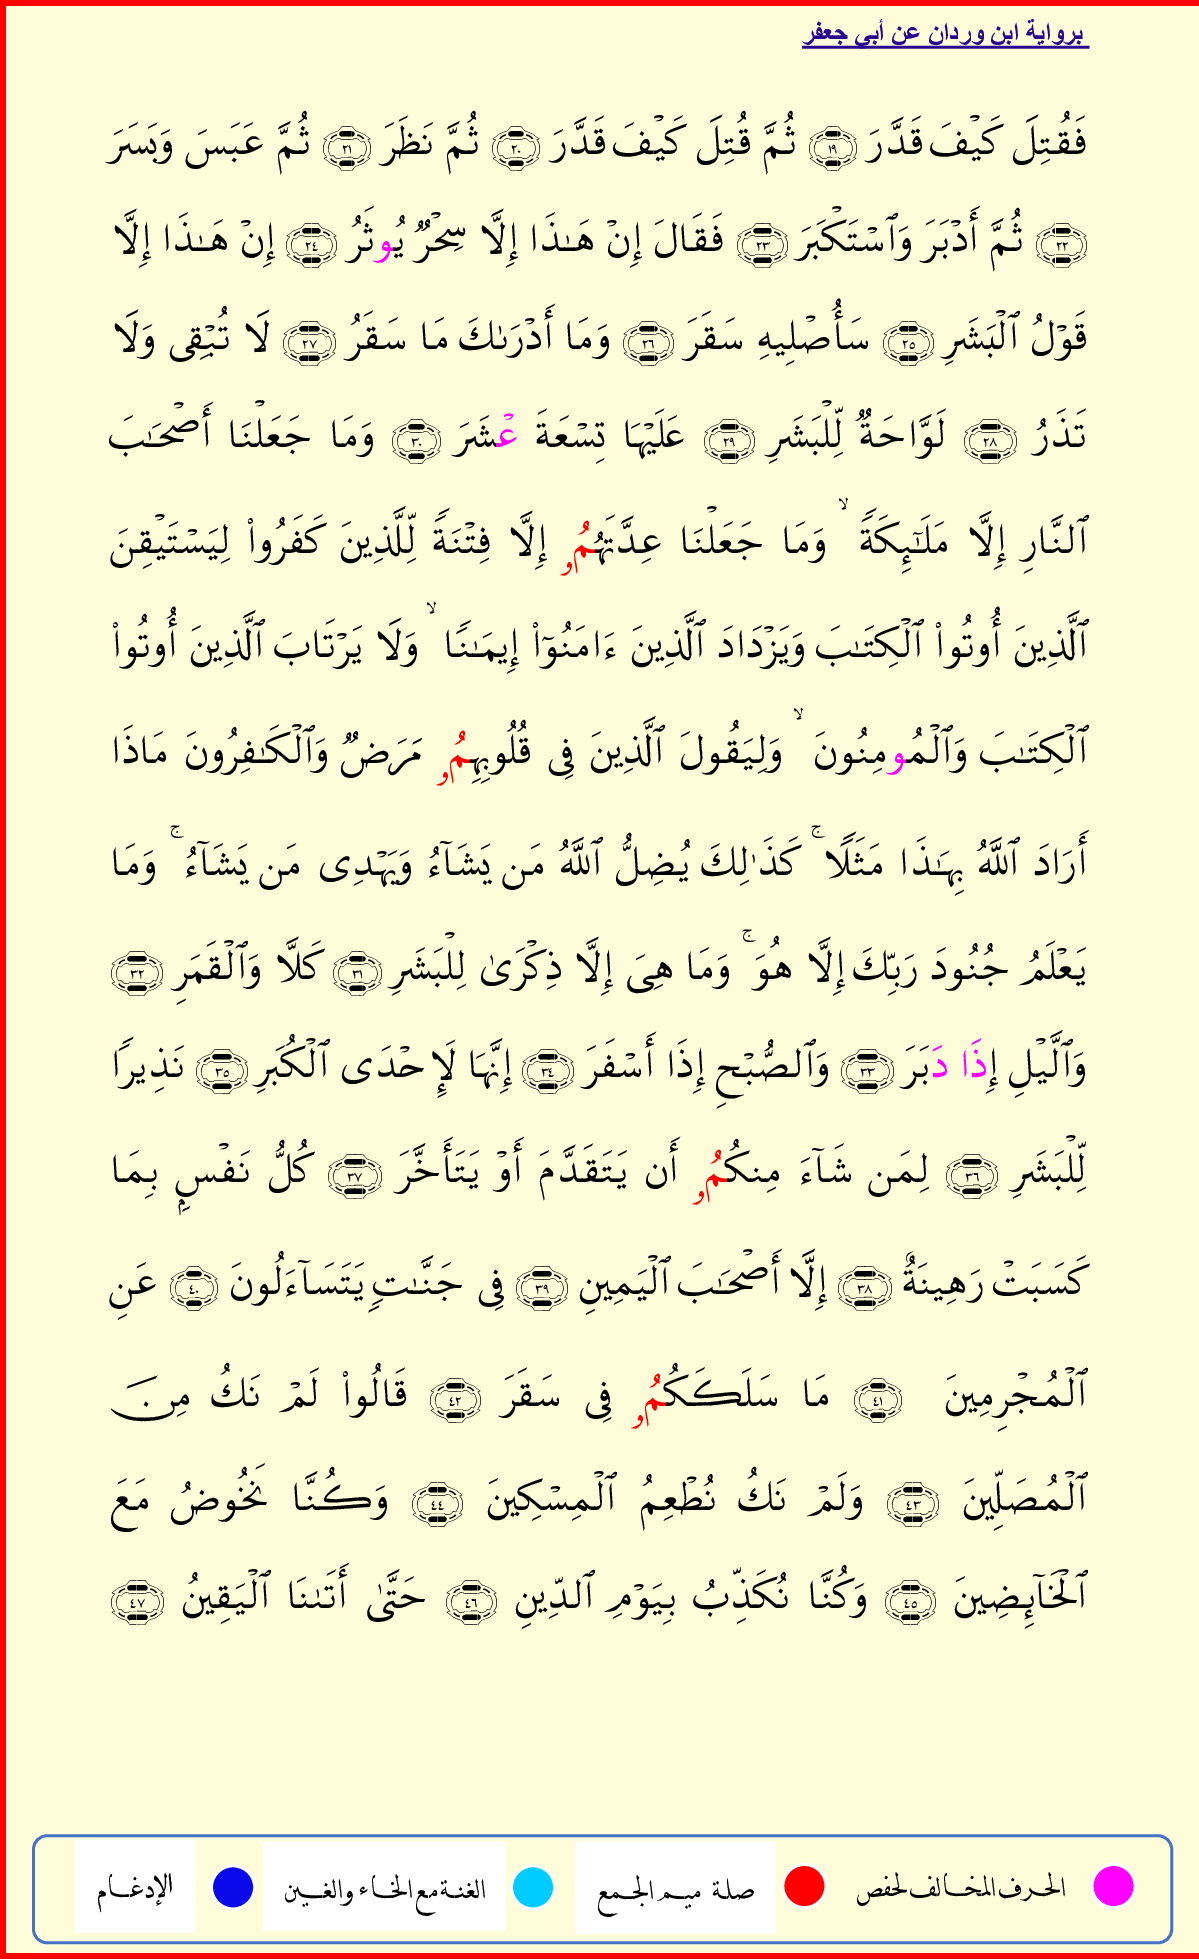 برواية ابن وردان عن أبي جعفر
فَقُتِلَ كَيْفَ قَدَّرَ ١٩ ثُمَّ قُتِلَ كَيْفَ قَدَّرَ ٢٠ ثُمَّ نَظَرَ ٢١ ثُمَّ عَبَسَ وَبَسَرَ
٢٢ ثُمَّ أَدْبَرَ وَٱسْتَكْبَرَ ٢٣ فَقَالَ إِنْ هَـٰذَا إِلَّا سِحْرٌ يُوثَرُ ٢٤ إِنْ هَـٰذَا إِلَّا
قَوْلُ ٱلْبَشَرِ ٢٥ سَأُصْلِيهِ سَقَرَ ٢٦ وَمَا أَدْرَىٰكَ مَا سَقَرُ ٢٧ لَا تُبْقِى وَلَا
تَذَرُ ٢٨ لَوَّاحَةٌ لِّلْبَشَرِ ٢٩ عَلَيْهَا تِسْعَةَ عْشَرَ ٣٠ وَمَا جَعَلْنَا أَصْحَـٰبَ
ٱلنَّارِ إِلَّا مَلَـٰٓئِكَةً ۙ وَمَا جَعَلْنَا عِدَّتَهُمُۥ إِلَّا فِتْنَةً لِّلَّذِينَ كَفَرُوا۟ لِيَسْتَيْقِنَ
ٱلَّذِينَ أُوتُوا۟ ٱلْكِتَـٰبَ وَيَزْدَادَ ٱلَّذِينَ ءَامَنُوٓا۟ إِيمَـٰنًا ۙ وَلَا يَرْتَابَ ٱلَّذِينَ أُوتُوا۟
ٱلْكِتَـٰبَ وَٱلْمُومِنُونَ ۙ وَلِيَقُولَ ٱلَّذِينَ فِى قُلُوبِهِمُۥ مَرَضٌ وَٱلْكَـٰفِرُونَ مَاذَا
أَرَادَ ٱللَّهُ بِهَـٰذَا مَثَلًا ۚ كَذَٰلِكَ يُضِلُّ ٱللَّهُ مَن يَشَآءُ وَيَهْدِى مَن يَشَآءُ ۚ وَمَا
يَعْلَمُ جُنُودَ رَبِّكَ إِلَّا هُوَ ۚ وَمَا هِىَ إِلَّا ذِكْرَىٰ لِلْبَشَرِ ٣١ كَلَّا وَٱلْقَمَرِ ٣٢
وَٱلَّيْلِ إِذَا دَبَرَ ٣٣ وَٱلصُّبْحِ إِذَا أَسْفَرَ ٣٤ إِنَّهَا لَإِحْدَى ٱلْكُبَرِ ٣٥ نَذِيرًا
لِّلْبَشَرِ ٣٦ لِمَن شَآءَ مِنكُمُۥ أَن يَتَقَدَّمَ أَوْ يَتَأَخَّرَ ٣٧ كُلُّ نَفْسٍۭ بِمَا
كَسَبَتْ رَهِينَةٌ ٣٨ إِلَّا أَصْحَـٰبَ ٱلْيَمِينِ ٣٩ فِى جَنَّـٰتٍ يَتَسَآءَلُونَ ٤٠ عَنِ
ٱلْمُجْرِمِينَ ٤١ مَا سَلَكَكُمُۥ فِى سَقَرَ ٤٢ قَالُوا۟ لَمْ نَكُ مِنَ
ٱلْمُصَلِّينَ ٤٣ وَلَمْ نَكُ نُطْعِمُ ٱلْمِسْكِينَ ٤٤ وَكُنَّا نَخُوضُ مَعَ
ٱلْخَآئِضِينَ ٤٥ وَكُنَّا نُكَذِّبُ بِيَوْمِ ٱلدِّينِ ٤٦ حَتَّىٰ أَتَىٰنَا ٱلْيَقِينُ ٤٧
الحرف المخالف لحفص صلة ميم الجمع الغنة مع الخاء والغين الإدغام